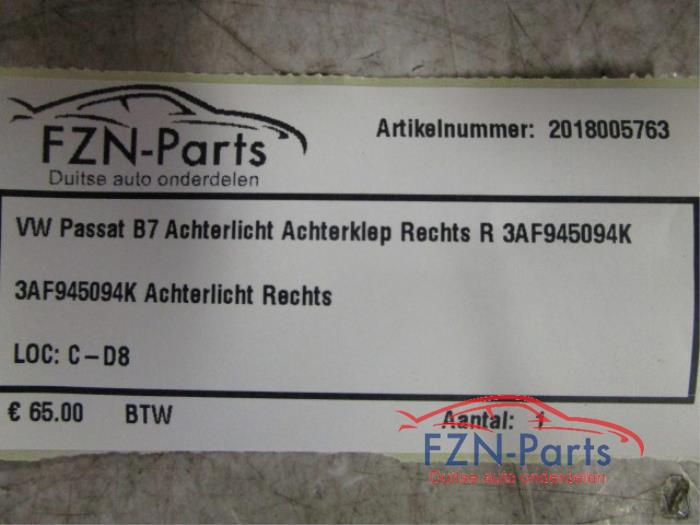 FZN-Parts
Duitse auto onderdelen
Artikelnummer: 2018005763
VW Passat B7 Achterlicht Achterklep Rechts R 3AF945094K
3AF945094K Achterlicht Rechts
LOC: C-D8
€ 65.00 BTW Aantal: 1
FZN-Parts
Duitse auto onderdelen